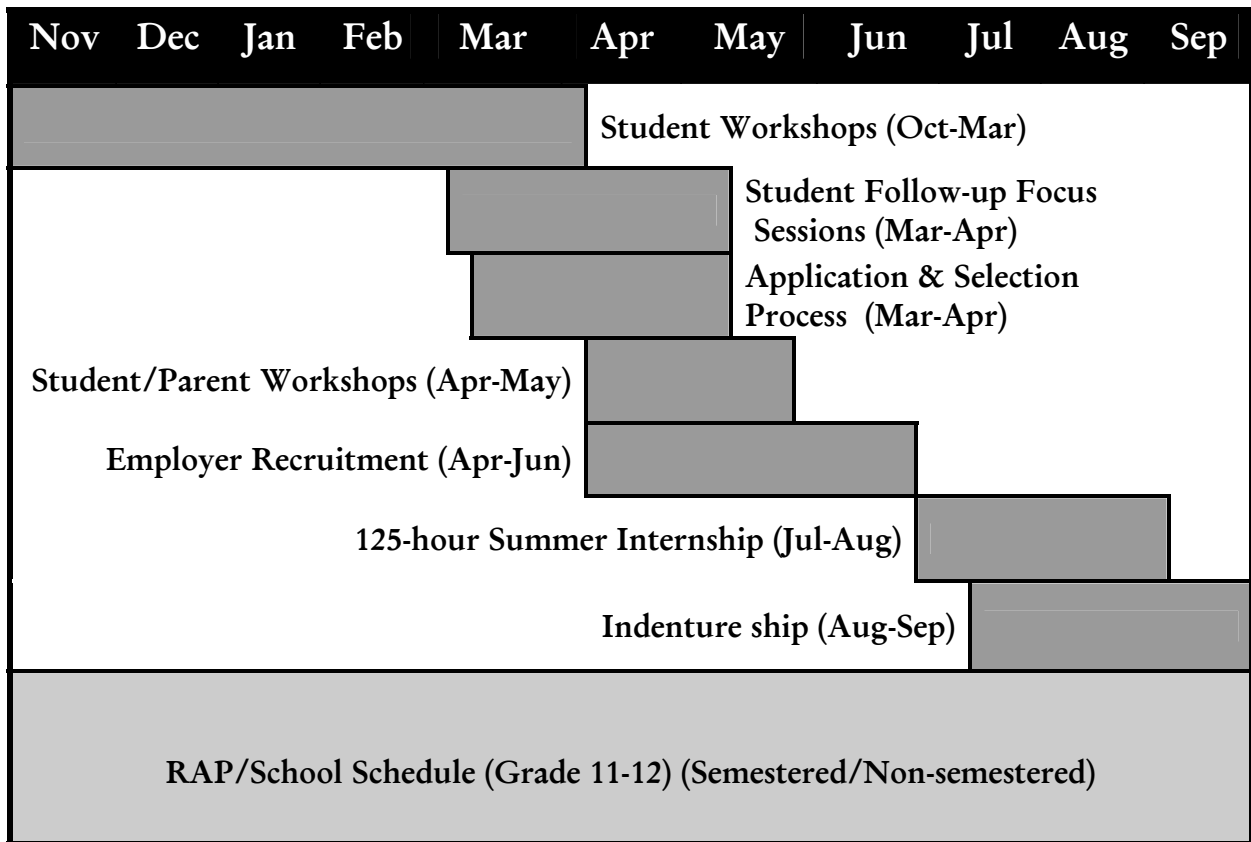 Nov Dec Jan Feb Mar Apr May Jun Jul Aug Sep
Student Workshops (Oct-Mar)
Student Follow-up Focus
Sessions (Mar-Apr)
Application & Selection
Process (Mar-Apr)
Student/Parent Workshops (Apr-May)
Employer Recruitment (Apr-Jun)
125-hour Summer Internship (Jul-Aug)
Indenture ship (Aug-Sep)
RAP/School Schedule (Grade 11-12) (Semestered/Non-semestered)